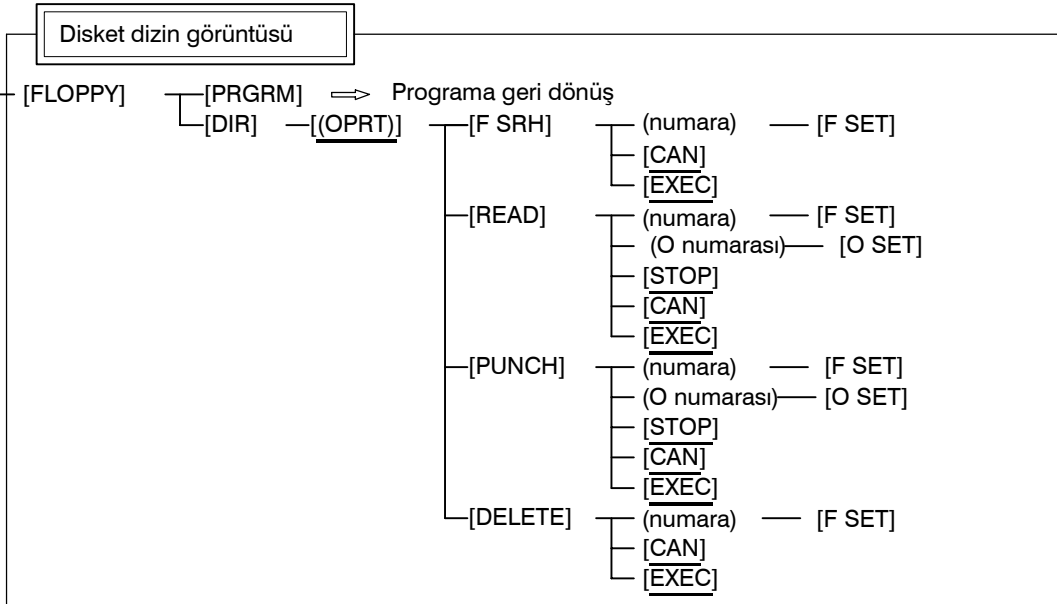 Disket dizin görüntüsü
[FLOPPY] [PRGRM] Programa geri dönüş
[DIR] [(OPRT)] [F SRH] (numara) [F SET]
[CAN]
[EXEC]
[READ] (numara) [F SET]
(O numarası) [O SET]
[STOP]
[CAN]
[EXEC]
[PUNCH] (numara) [F SET]
(O numarası) [O SET]
[STOP]
[CAN]
[EXEC]
[DELETE] (numara) [F SET]
[CAN]
[EXEC]